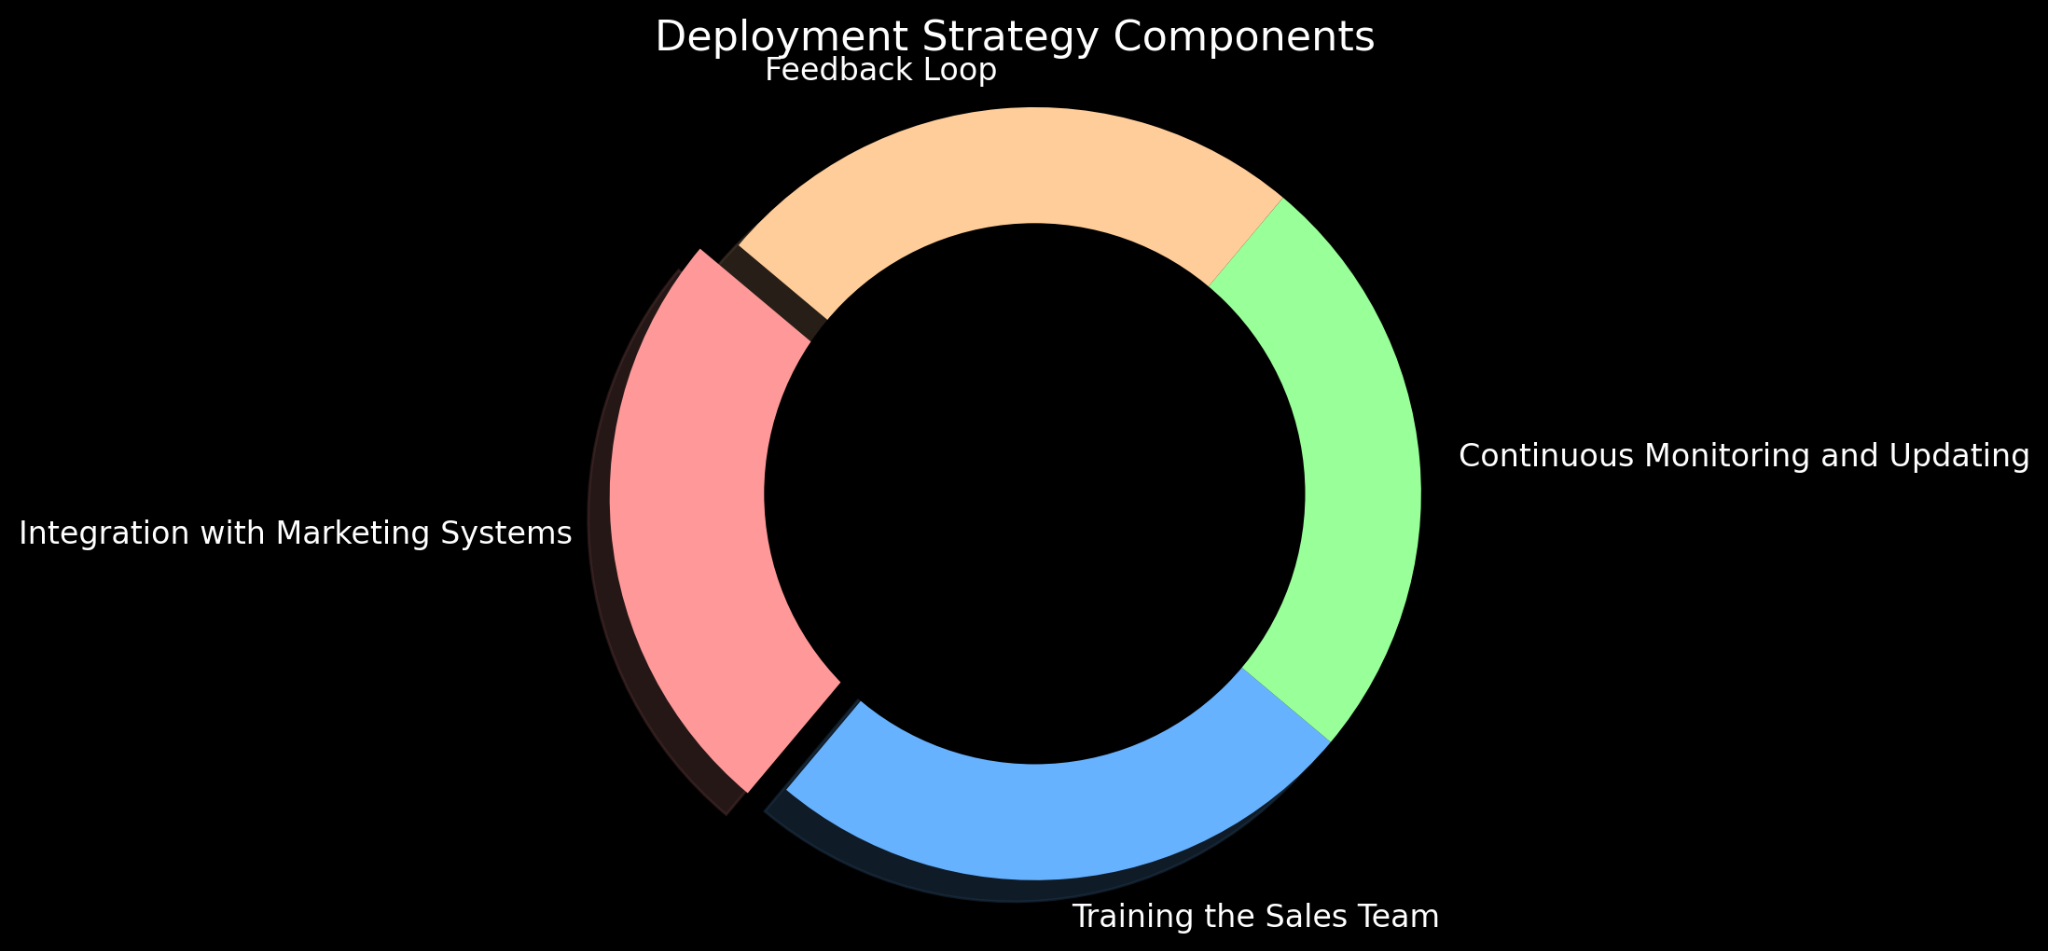 Deployment Strategy Components
Feedback Loop
Continuous Monitoring and Updating
Integration with Marketing Systems
Training the Sales Team